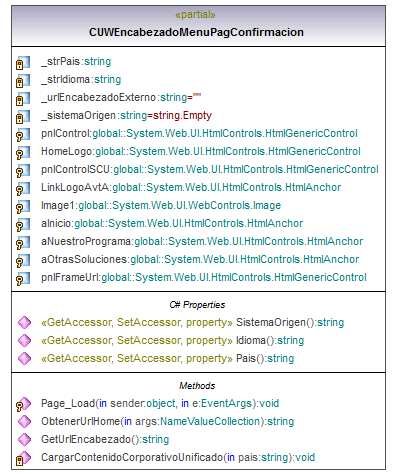 «partial»
CUWEncabezadoMenuPagConfirmacion
_strPais:string
_strIdioma:string
_urlEncabezadoExterno:string=""
_sistemaOrigen:string=string.Empty
pnlControl:global::System.Web.UI.HtmlControls.HtmlGenericControl
HomeLogo:global::System.Web.UI.HtmlControls.HtmlGenericControl
pnlControlSCU:global::System.Web.UI.HtmlControls.HtmlGenericControl
LinkLogoAvtA:global::System.Web.UI.HtmlControls.HtmlAnchor
Image1:global::System.Web.UI.WebControls.Image
aInicio:global::System.Web.UI.HtmlControls.HtmlAnchor
aNuestroPrograma:global::System.Web.UI.HtmlControls.HtmlAnchor
aOtrasSoluciones:global::System.Web.UI.HtmlControls.HtmlAnchor
pnlFrameUrl:global::System.Web.UI.HtmlControls.HtmlGenericControl
C# Properties
«GetAccessor, SetAccessor, property» SistemaOrigen():string
«GetAccessor, SetAccessor, property» Idioma():string
«GetAccessor, SetAccessor, property» Pais():string
Methods
Page_Load(in sender:object, in e:EventArgs):void
ObtenerUrlHome(in args:NameValueCollection):string
GetUrlEncabezado():string
CargarContenidoCorporativoUnificado(in pais:string):void